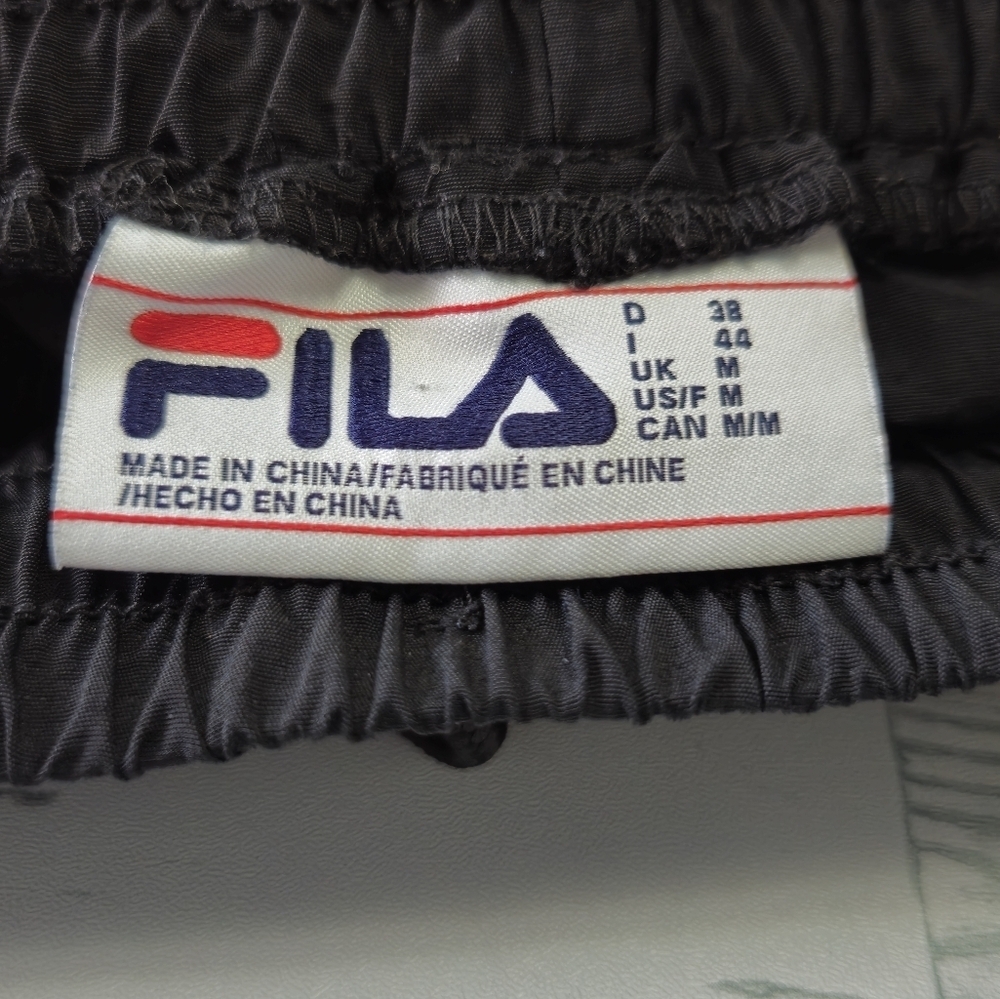 FILA
D 38
I 44
UK M
US/F M
CAN M/M
MADE IN CHINA/FABRIQUÉ EN CHINE
/HECHO EN CHINA